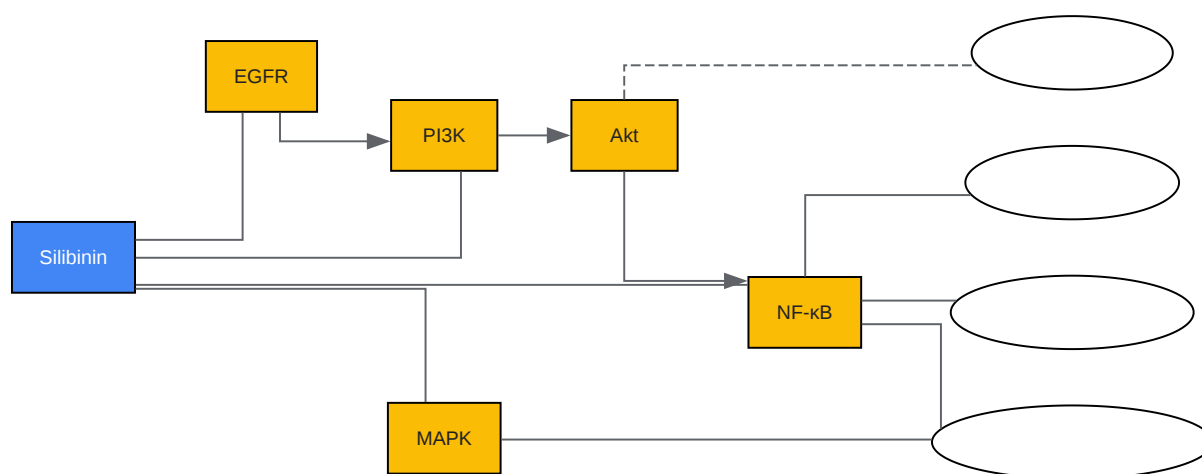 EGFR
PI3K
Akt
Silibinin
NF-κB
MAPK